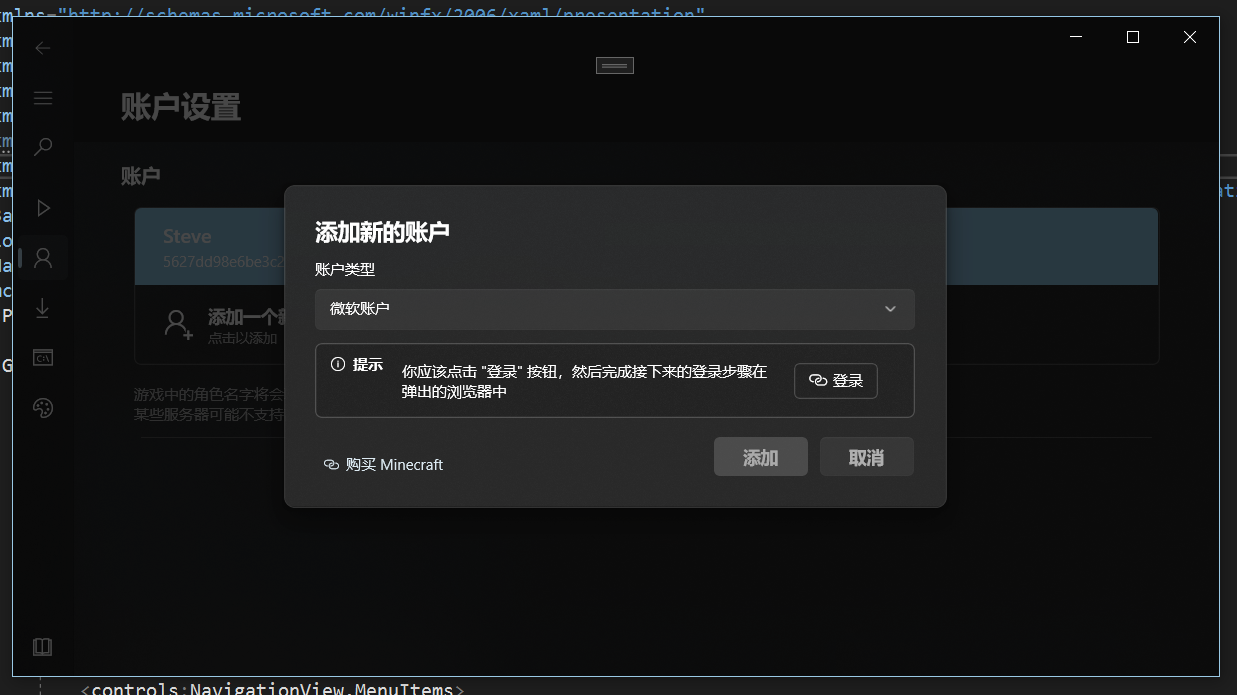 xmlns="http://schemas.microsoft.com/winfx/2006/xaml/presentation"
账户设置
账户
Steve
5627dd98e6be3c2
添加一个新
点击以添加
游戏中的角色名字将会
某些服务器可能不支持
添加新的账户
账户类型
微软账户
提示
你应该点击 "登录" 按钮，然后完成接下来的登录步骤在
弹出的浏览器中
登录
购买 Minecraft
添加
取消
<controls:NavigationView.MenuItems>